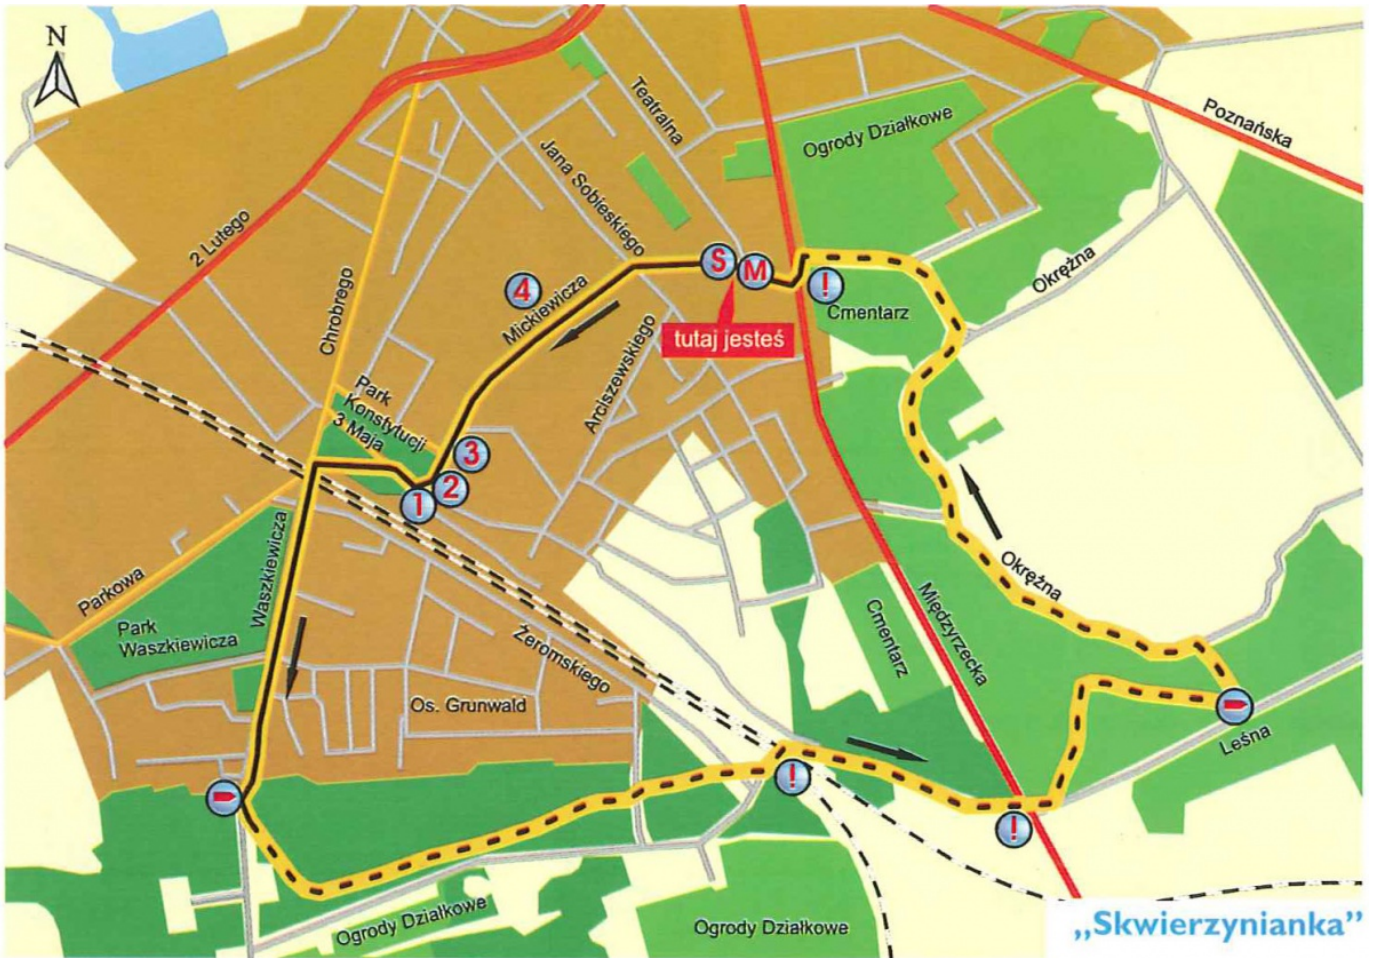 N
Teatralna
Poznańska
Ogrody Działkowe
Jana Sobieskiego
2 Lutego
S
M
!
Okrężna
4
Mickiewicza
Cmentarz
Chrobrego
tutaj jesteś
Arciszewskiego
Park
Konstytucji
3 Maja
3
2
1
Waszkiewicza
Okrężna
Parkowa
Międzyrzecka
Cmentarz
Park
Waszkiewicza
Żeromskiego
Os. Grunwald
Leśna
!
!
Ogrody Działkowe
Ogrody Działkowe
„Skwierzynianka”